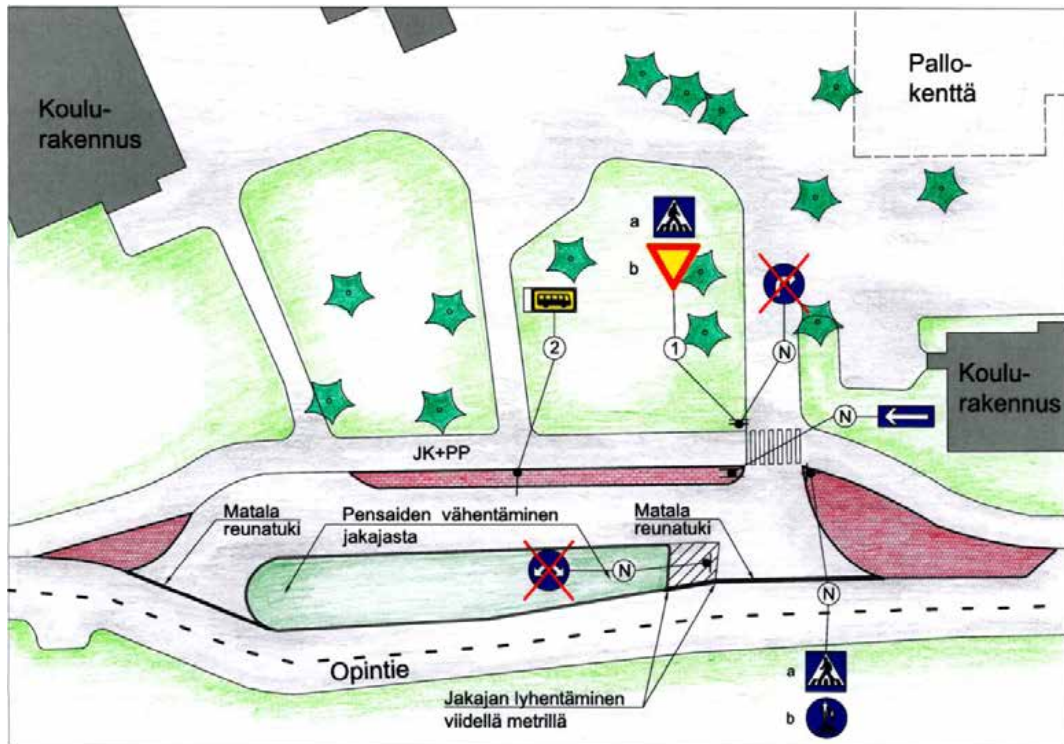 Koulu-
rakennus
Pallo-
kenttä
a
b
2
1
N
N
Koulu-
rakennus
JK+PP
Matala
reunatuki
Pensaiden vähentäminen
jakajasta
Matala
reunatuki
N
N
Opintie
Jakajan lyhentäminen
viidellä metrillä
a
b